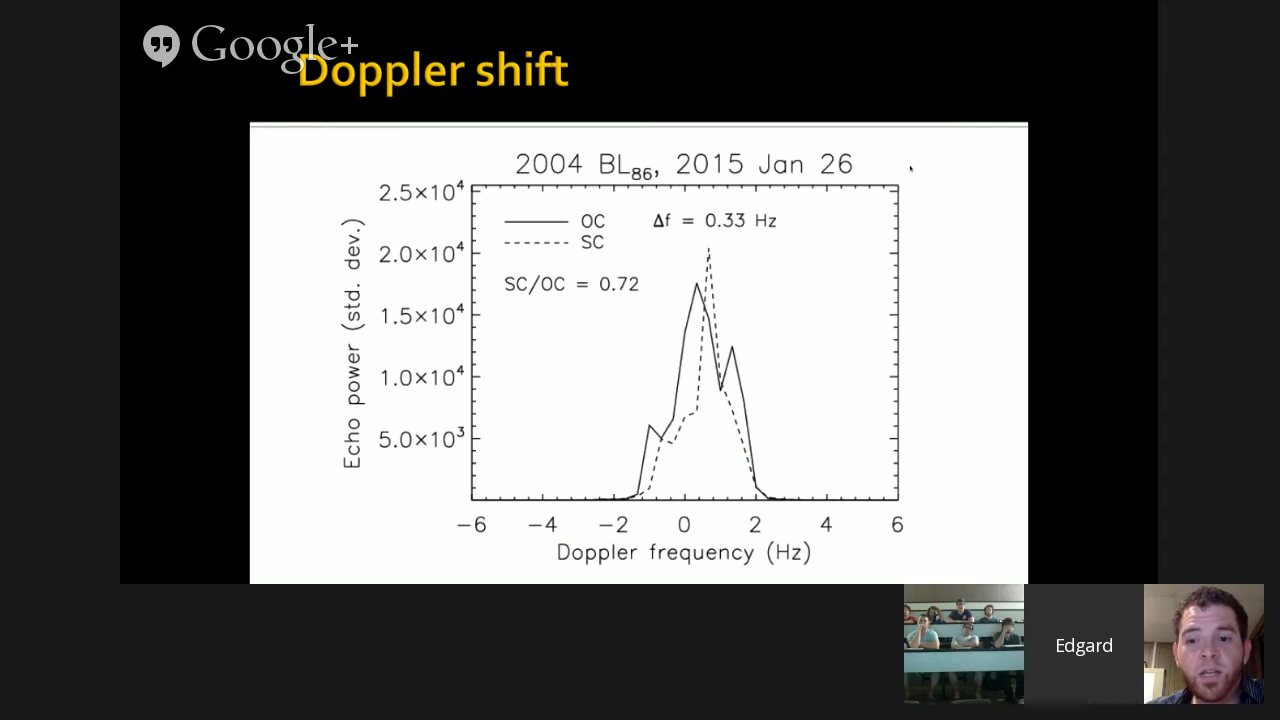 Google+
Doppler shift
2004 BL86, 2015 Jan 26
2.5×10⁴
2.0×10⁴
1.5×10⁴
1.0×10⁴
5.0×10³
Echo power (std. dev.)
OC Δf = 0.33 Hz
SC
SC/OC = 0.72
−6 −4 −2 0 2 4 6
Doppler frequency (Hz)
Edgard